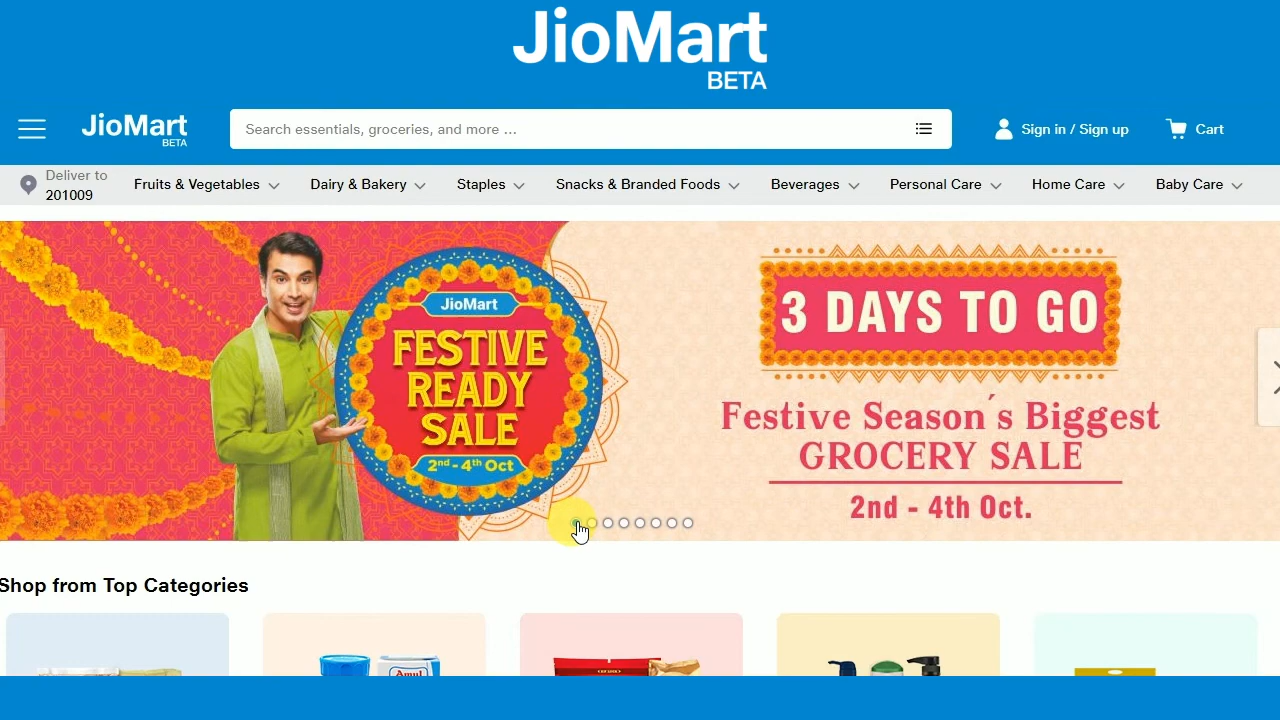 JioMart
BETA
JioMart
BETA
Search essentials, groceries, and more ...
Sign in / Sign up
Cart
Deliver to
201009
Fruits & Vegetables
Dairy & Bakery
Staples
Snacks & Branded Foods
Beverages
Personal Care
Home Care
Baby Care
JioMart
FESTIVE
READY
SALE
2nd - 4th Oct
3 DAYS TO GO
Festive Season´s Biggest
GROCERY SALE
2nd - 4th Oct.
Shop from Top Categories
Amul